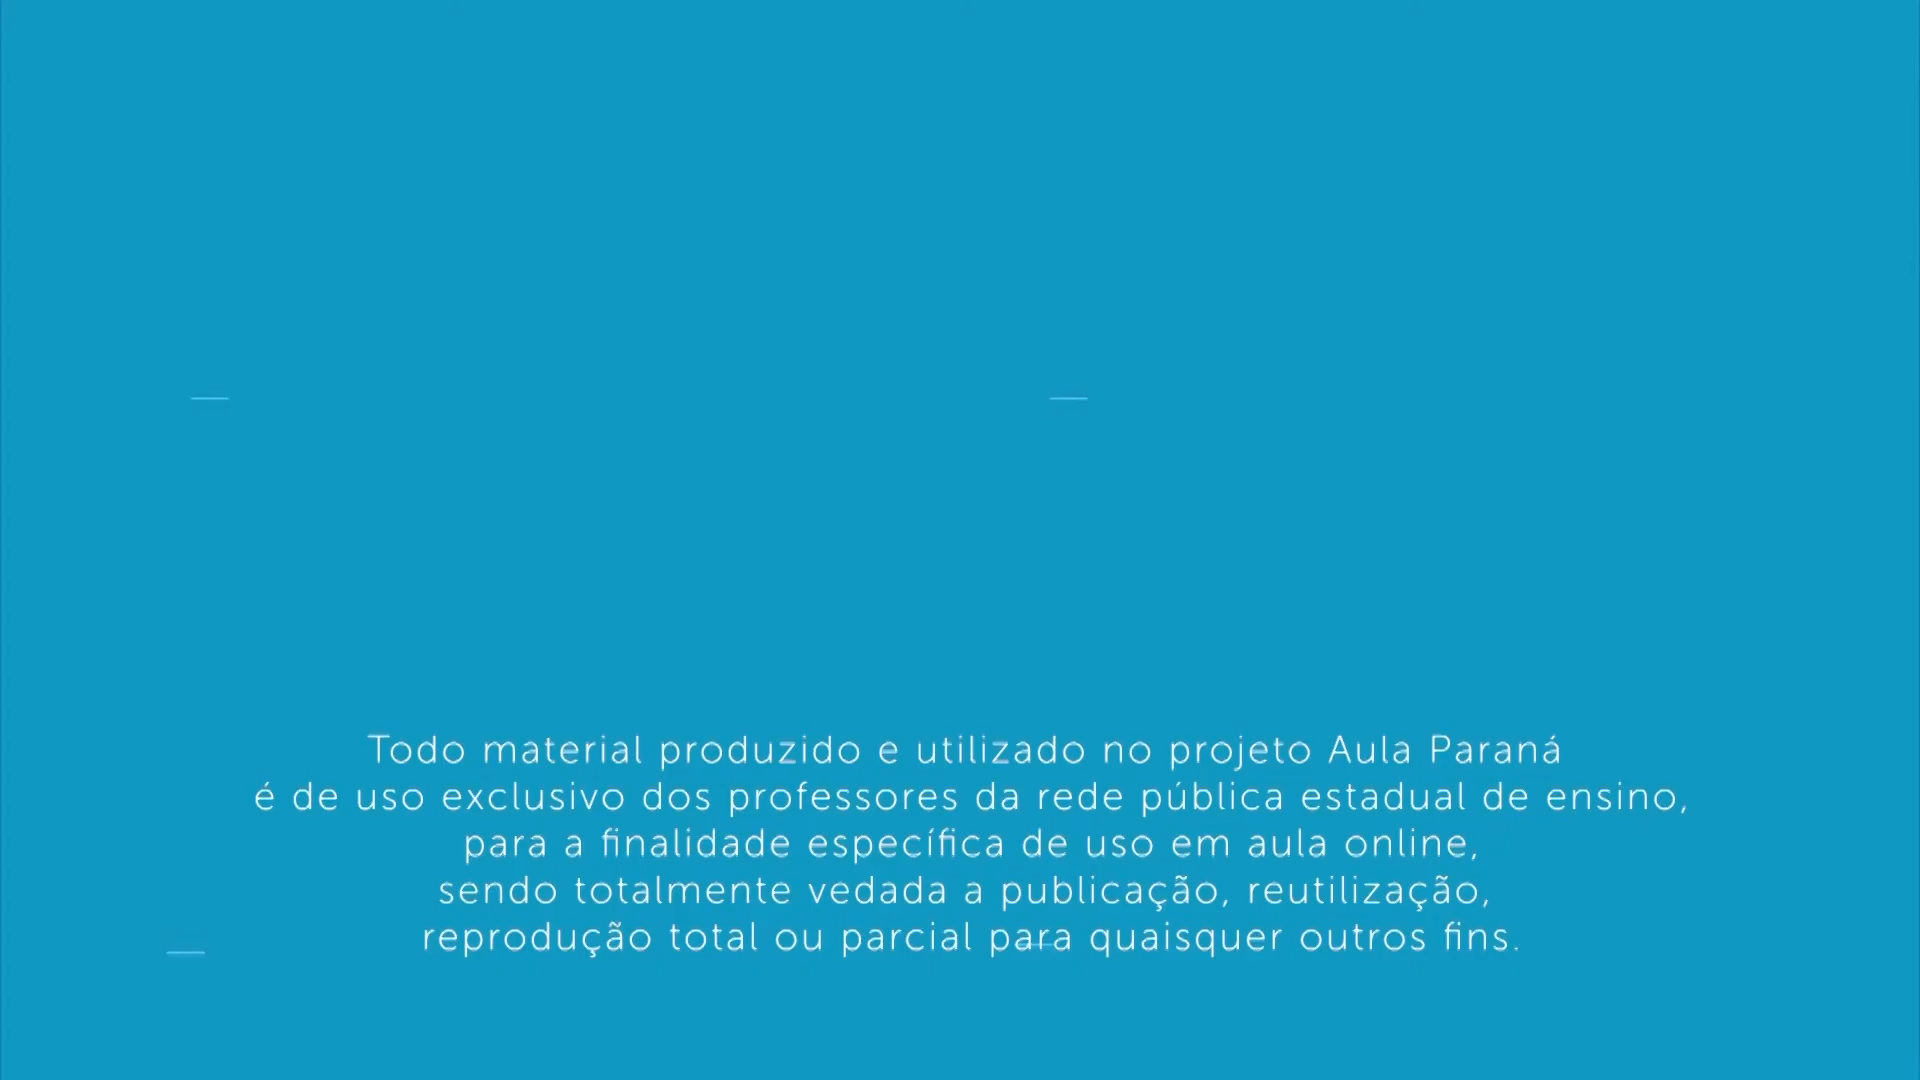 Todo material produzido e utilizado no projeto Aula Paraná
é de uso exclusivo dos professores da rede pública estadual de ensino,
para a finalidade específica de uso em aula online,
sendo totalmente vedada a publicação, reutilização,
reprodução total ou parcial para quaisquer outros fins.